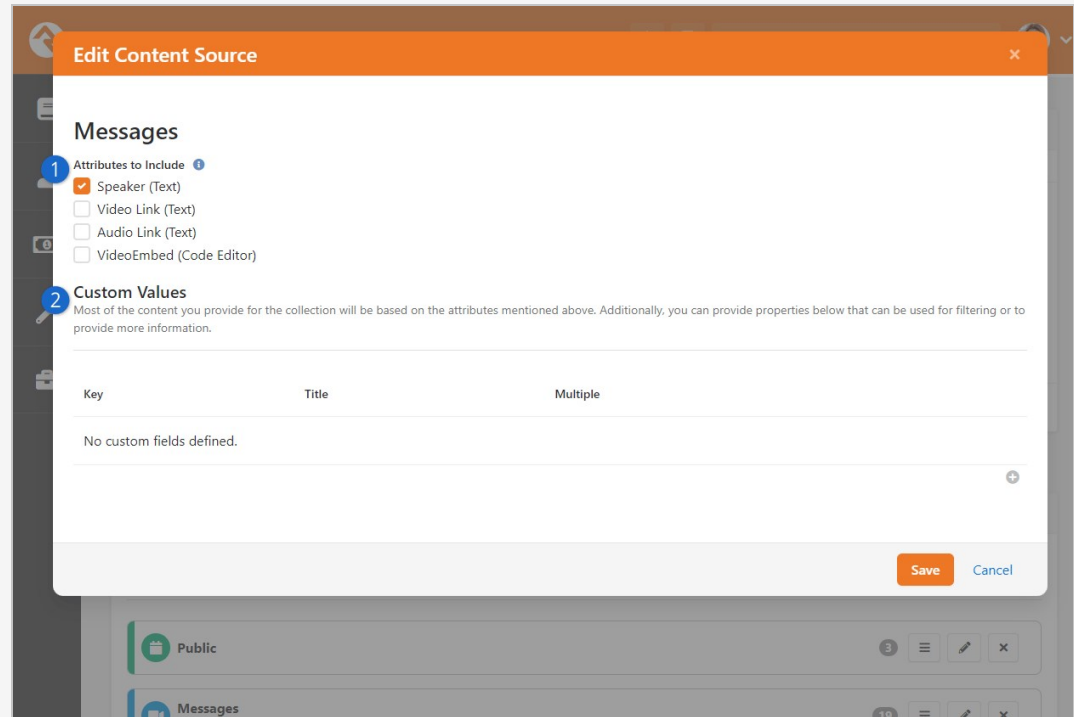 Edit Content Source
×
Messages
1
Attributes to Include
Speaker (Text)
Video Link (Text)
Audio Link (Text)
VideoEmbed (Code Editor)
2
Custom Values
Most of the content you provide for the collection will be based on the attributes mentioned above. Additionally, you can provide properties below that can be used for filtering or to
provide more information.
Key Title Multiple
No custom fields defined.
Save Cancel
Public 3
Messages
19